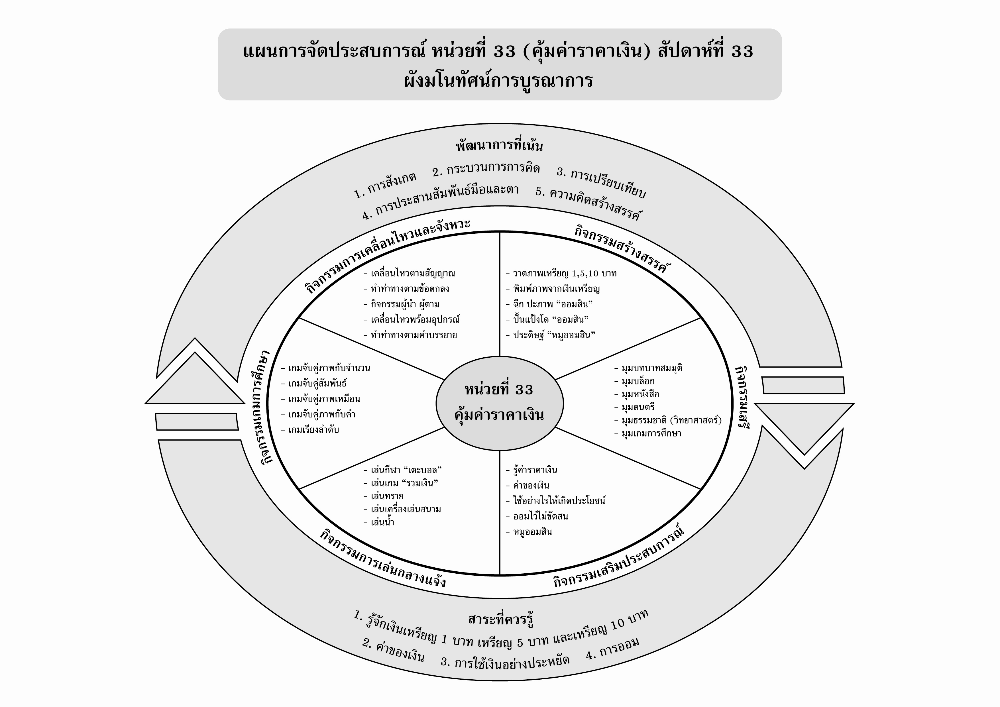 แผนการจัดประสบการณ์ หน่วยที่ 33 (คุ้มค่าราคาเงิน) สัปดาห์ที่ 33
ผังมโนทัศน์การบูรณาการ
พัฒนาการที่เน้น
1. การสังเกต 2. กระบวนการการคิด 3. การเปรียบเทียบ
4. การประสานสัมพันธ์มือและตา 5. ความคิดสร้างสรรค์
กิจกรรมการเคลื่อนไหวและจังหวะ
- เคลื่อนไหวตามสัญญาณ
- ทำท่าทางตามข้อตกลง
- กิจกรรมผู้นำ ผู้ตาม
- เคลื่อนไหวพร้อมอุปกรณ์
- ทำท่าทางตามคำบรรยาย
กิจกรรมสร้างสรรค์
- วาดภาพเหรียญ 1,5,10 บาท
- พิมพ์ภาพจากเงินเหรียญ
- ฉีก ปะภาพ “ออมสิน”
- ปั้นแป้งโด “ออมสิน”
- ประดิษฐ์ “หมูออมสิน”
กิจกรรมเกมการศึกษา
- เกมจับคู่ภาพกับจำนวน
- เกมจับคู่สัมพันธ์
- เกมจับคู่ภาพเหมือน
- เกมจับคู่ภาพกับคำ
- เกมเรียงลำดับ
หน่วยที่ 33
คุ้มค่าราคาเงิน
กิจกรรมเสรี
- มุมบทบาทสมมุติ
- มุมบล็อก
- มุมหนังสือ
- มุมดนตรี
- มุมธรรมชาติ (วิทยาศาสตร์)
- มุมเกมการศึกษา
กิจกรรมการเล่นกลางแจ้ง
- เล่นกีฬา “เตะบอล”
- เล่นเกม “รวมเงิน”
- เล่นทราย
- เล่นเครื่องเล่นสนาม
- เล่นน้ำ
กิจกรรมเสริมประสบการณ์
- รู้ค่าราคาเงิน
- ค่าของเงิน
- ใช้อย่างไรให้เกิดประโยชน์
- ออมไว้ไม่ขัดสน
- หมูออมสิน
สาระที่ควรรู้
1. รู้จักเงินเหรียญ 1 บาท เหรียญ 5 บาท และเหรียญ 10 บาท
2. ค่าของเงิน 3. การใช้เงินอย่างประหยัด 4. การออม